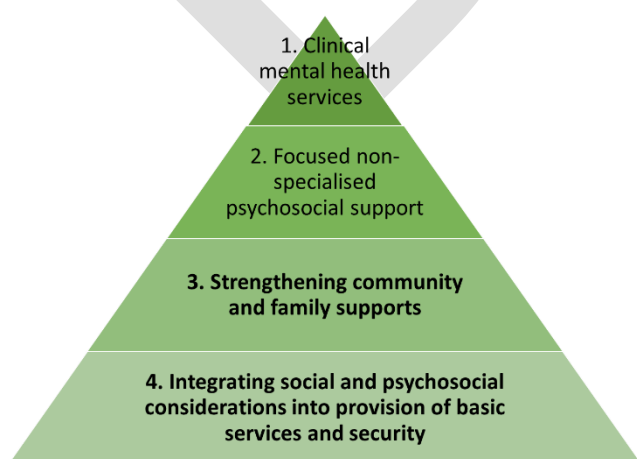 1. Clinical
mental health
services
2. Focused non-
specialised
psychosocial support
3. Strengthening community
and family supports
4. Integrating social and psychosocial
considerations into provision of basic
services and security